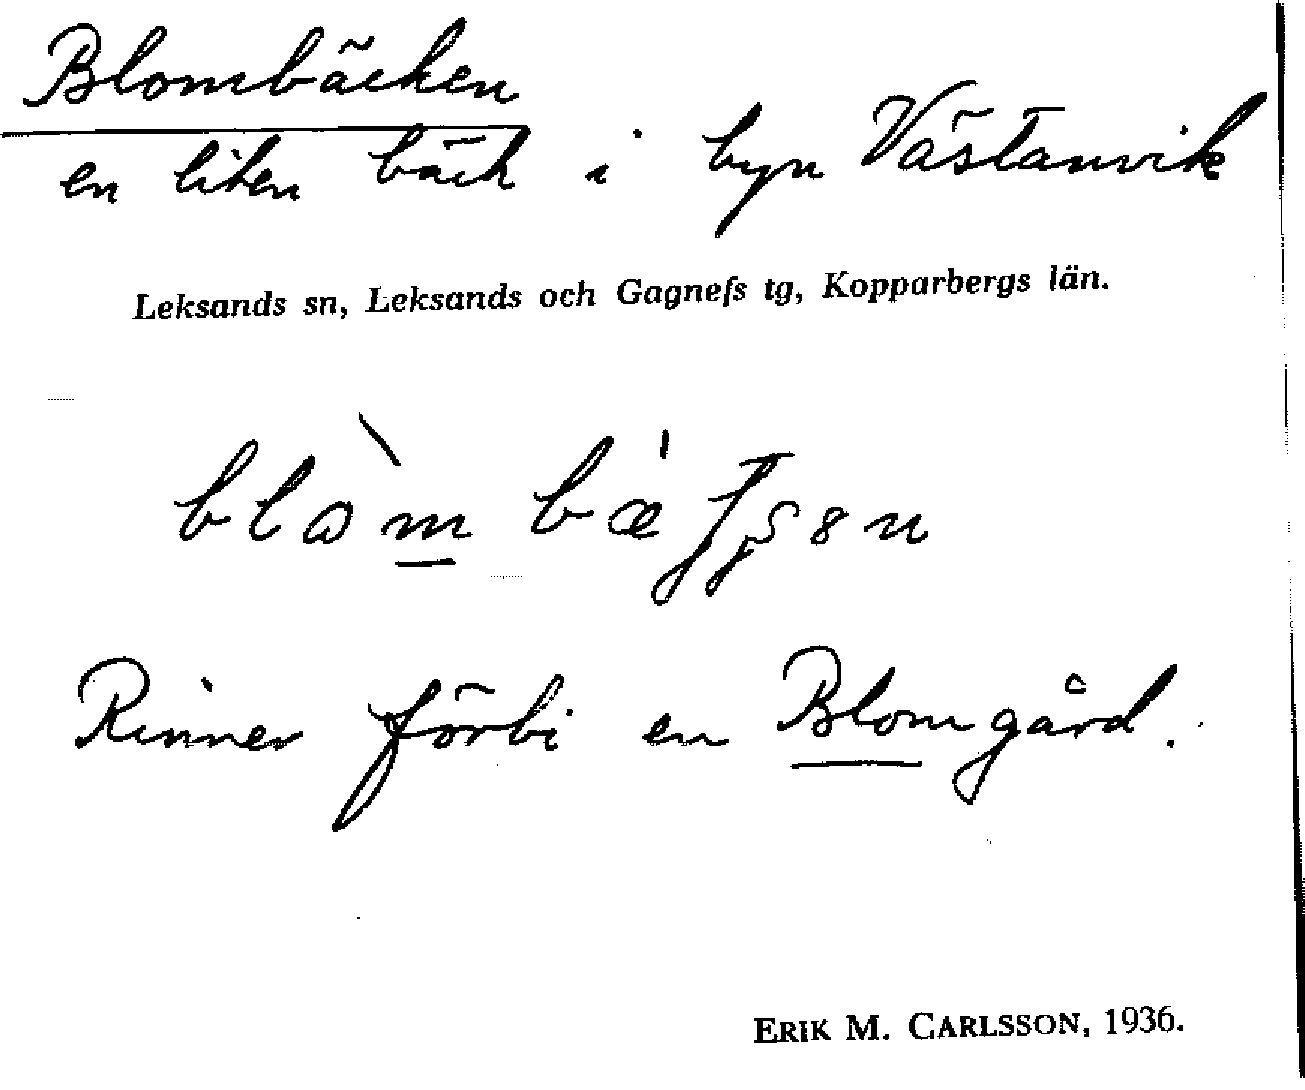 Blombäcken
en liten bäck i byn Västanvik
Leksands sn, Leksands och Gagnefs tg, Kopparbergs län.
Rinner förbi en Blomgård.
ERIK M. CARLSSON, 1936.